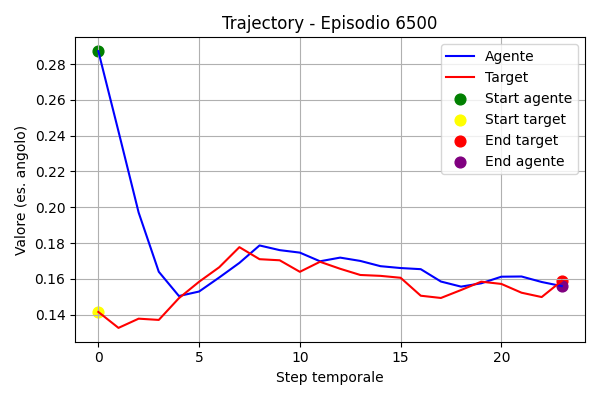 Trajectory - Episodio 6500
Valore (es. angolo)
0.28
0.26
0.24
0.22
0.20
0.18
0.16
0.14
Agente
Target
Start agente
Start target
End target
End agente
0
5
10
15
20
Step temporale